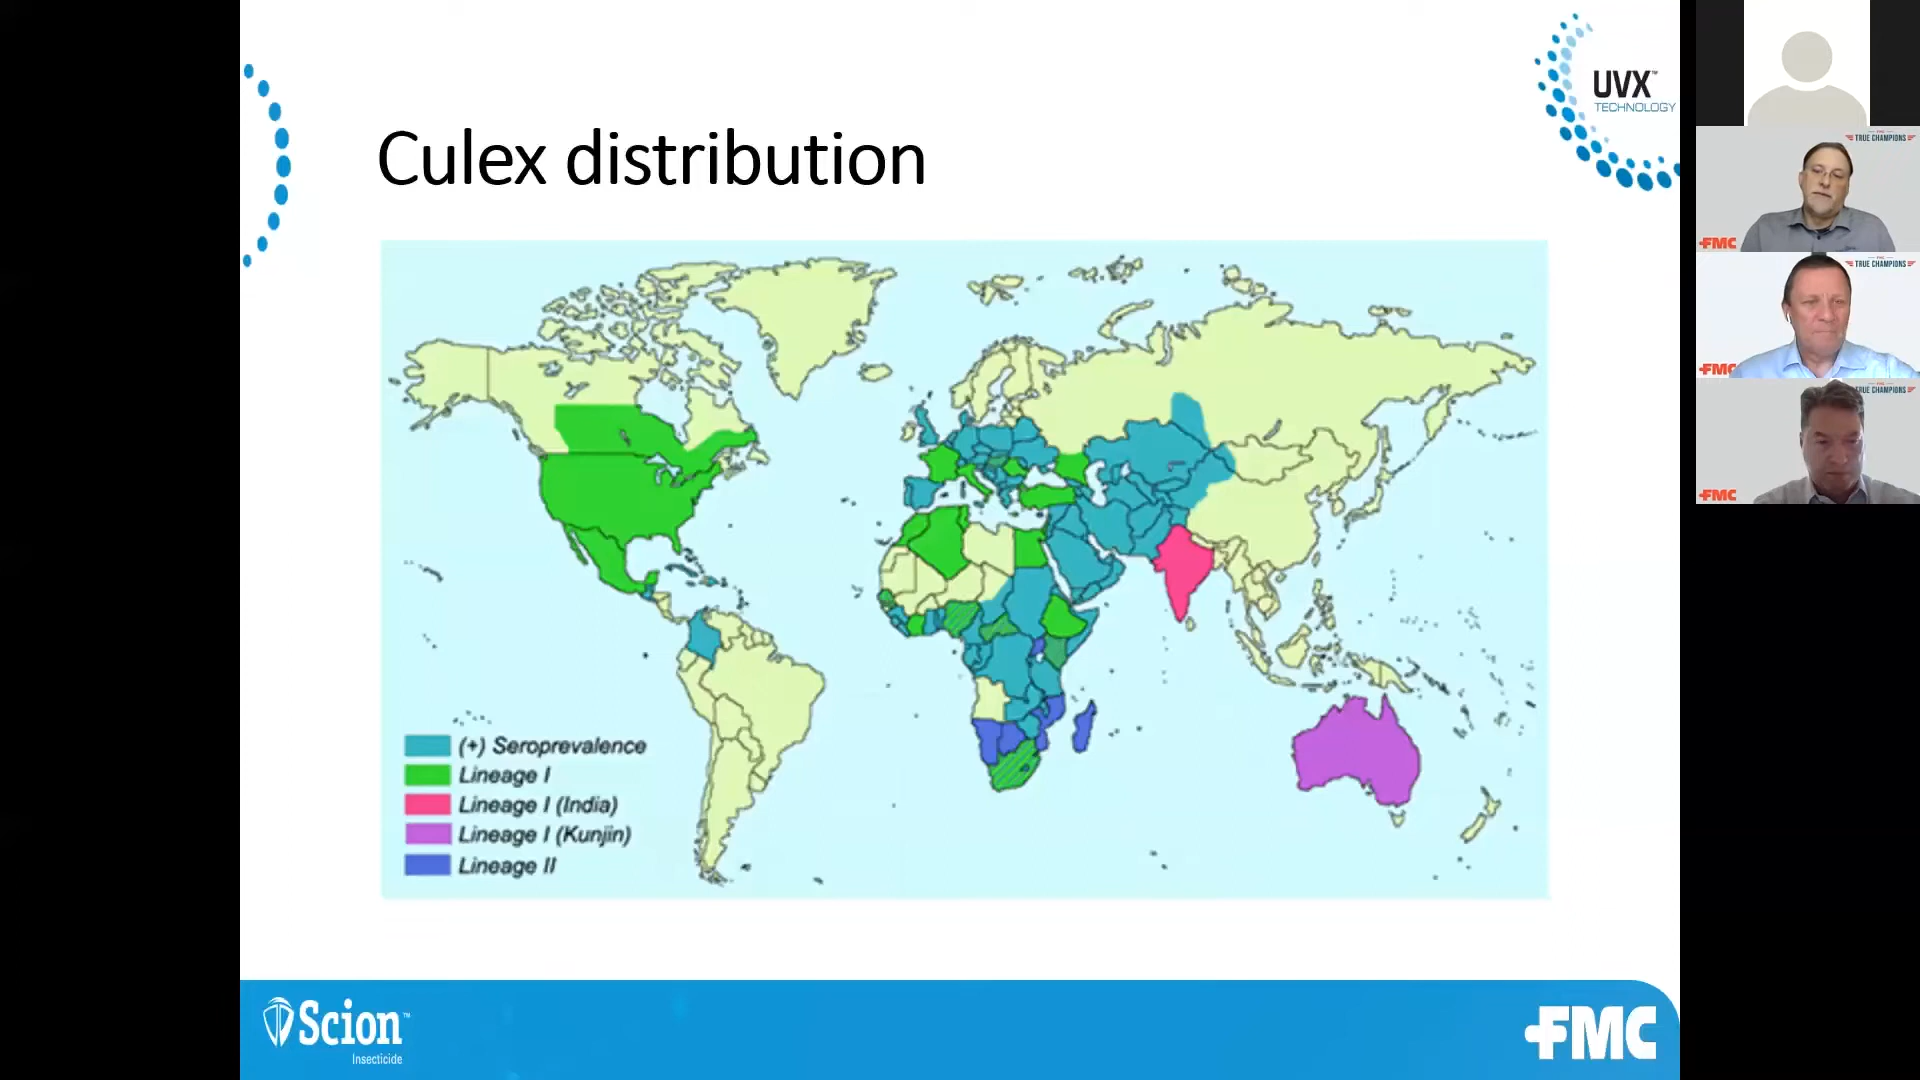 UVX™
TECHNOLOGY
Culex distribution
(+) Seroprevalence
Lineage I
Lineage I (India)
Lineage I (Kunjin)
Lineage II
Scion™
Insecticide
FMC
TRUE CHAMPIONS
FMC
TRUE CHAMPIONS
FMC
TRUE CHAMPIONS
FMC